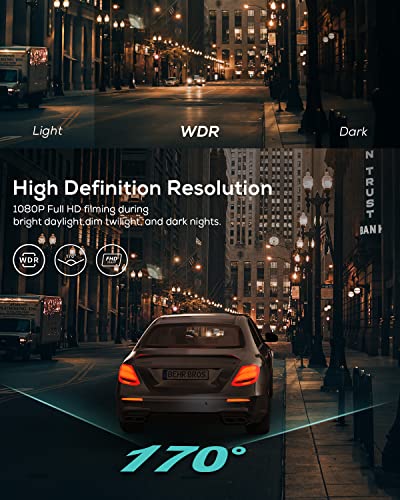 Light WDR Dark
High Definition Resolution
1080P Full HD filming during
bright daylight,dim twilight, and dark nights.
WDR 170° FHD
N TRUST
BANK
BEHR BROS.
170°